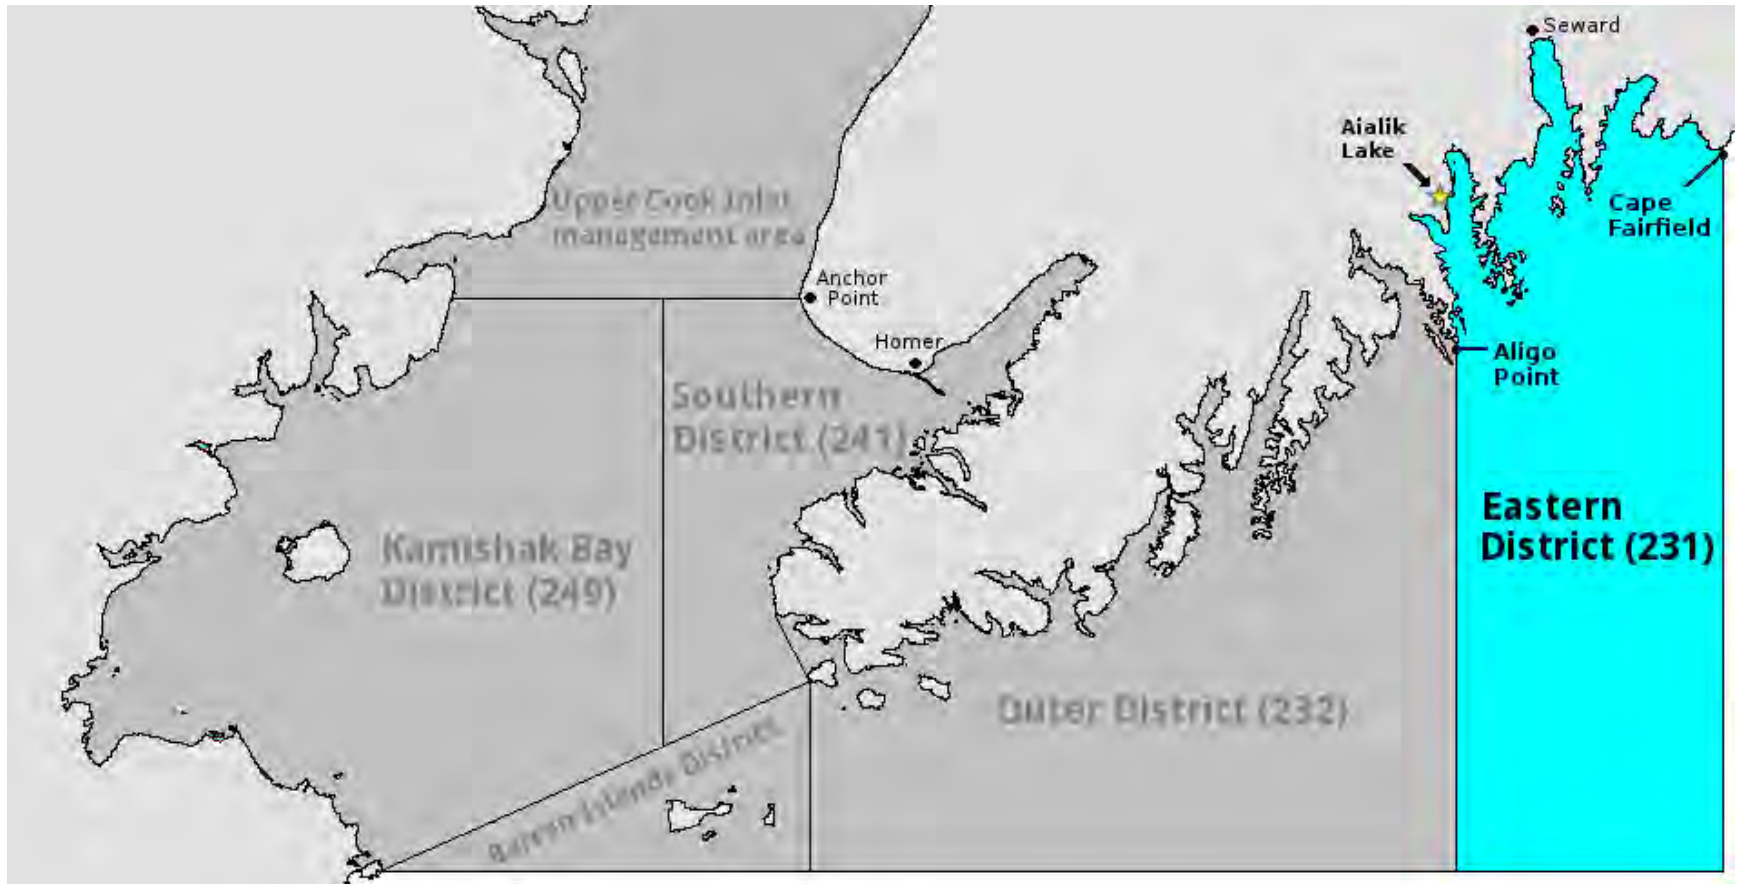 Seward
Aialik
Lake
Upper Cook Inlet
management area
Cape
Fairfield
Anchor
Point
Homer
Aligo
Point
Southern
District (241)
Eastern
District (231)
Kamishak Bay
District (249)
Outer District (232)
Barren Islands District